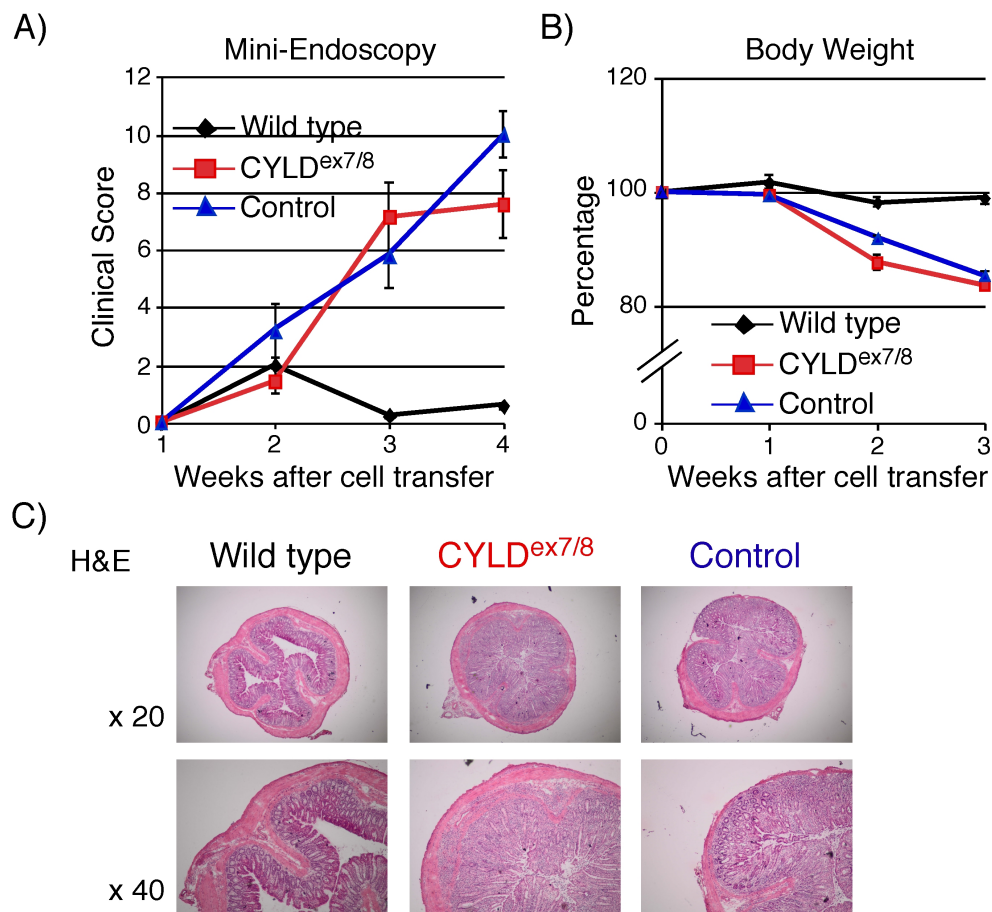 A)
Mini-Endoscopy
12
10
8
6
4
2
0
Clinical Score
Wild type
CYLDex7/8
Control
1 2 3 4
Weeks after cell transfer
B)
Body Weight
120
100
80
0
Percentage
Wild type
CYLDex7/8
Control
0 1 2 3
Weeks after cell transfer
C)
H&E
Wild type CYLDex7/8 Control
x 20
x 40